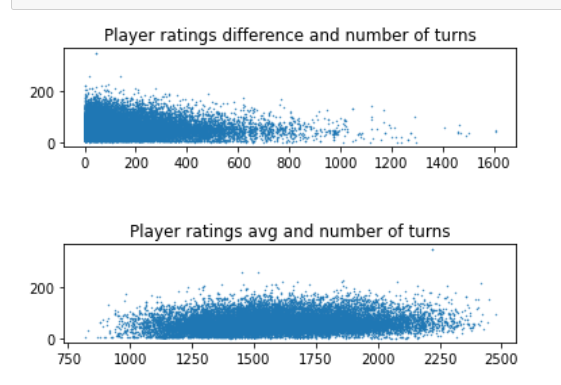 Player ratings difference and number of turns
200
0
0 200 400 600 800 1000 1200 1400 1600
Player ratings avg and number of turns
200
0
750 1000 1250 1500 1750 2000 2250 2500